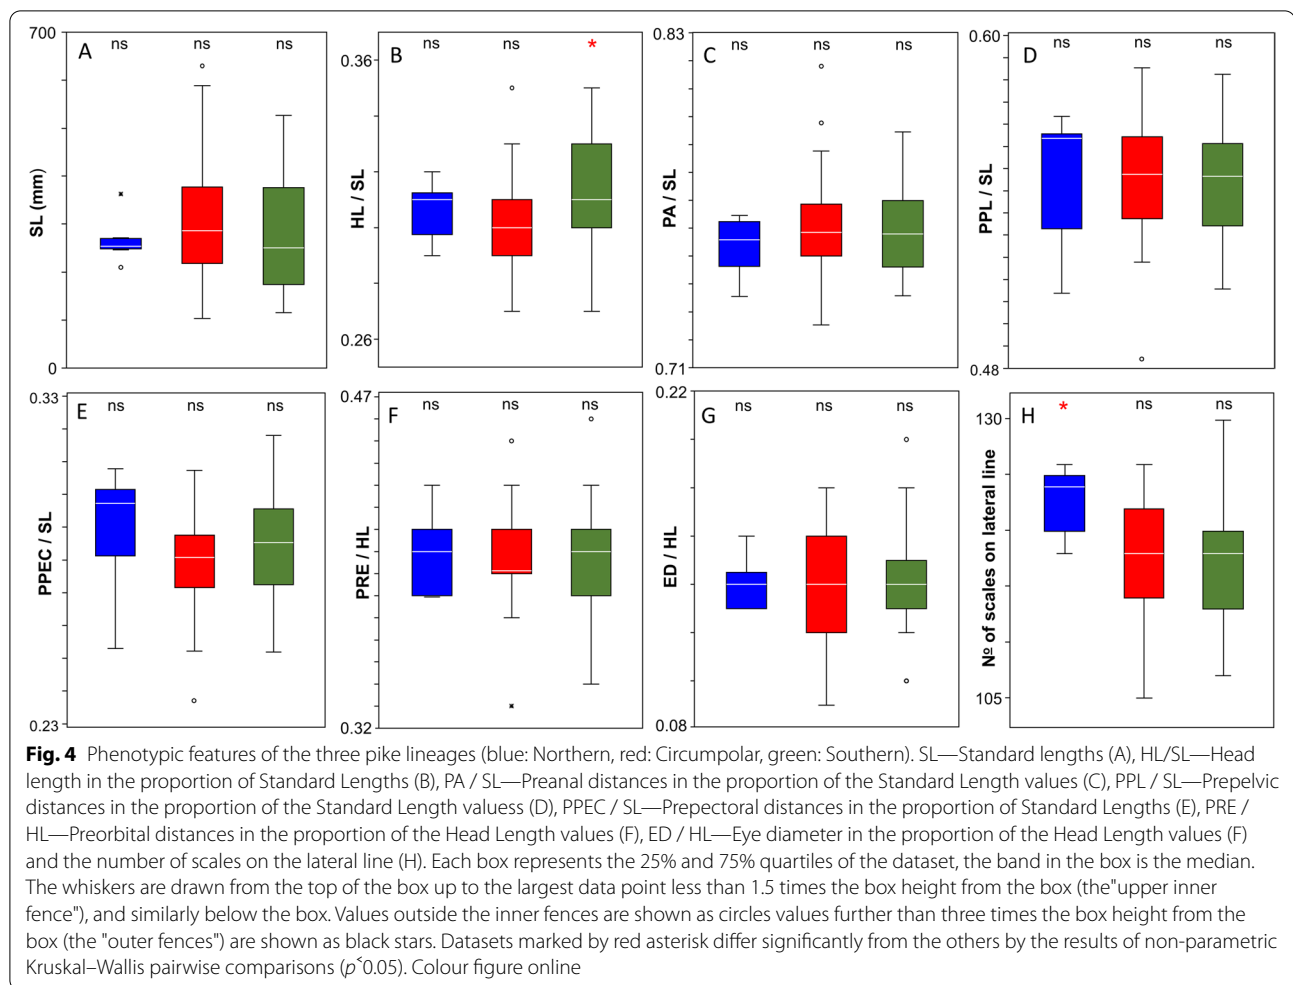 A ns ns ns
700
SL (mm)
0
B ns ns *
0.36
HL / SL
0.26
C ns ns ns
0.83
PA / SL
0.71
D ns ns ns
0.60
PPL / SL
0.48
E ns ns ns
0.33
PPEC / SL
0.23
F ns ns ns
0.47
PRE / HL
0.32
G ns ns ns
0.22
ED / HL
0.08
H * ns ns
130
Nº of scales on lateral line
105
Fig. 4 Phenotypic features of the three pike lineages (blue: Northern, red: Circumpolar, green: Southern). SL—Standard lengths (A), HL/SL—Head
length in the proportion of Standard Lengths (B), PA / SL—Preanal distances in the proportion of the Standard Length values (C), PPL / SL—Prepelvic
distances in the proportion of the Standard Length valuess (D), PPEC / SL—Prepectoral distances in the proportion of Standard Lengths (E), PRE /
HL—Preorbital distances in the proportion of the Head Length values (F), ED / HL—Eye diameter in the proportion of the Head Length values (F)
and the number of scales on the lateral line (H). Each box represents the 25% and 75% quartiles of the dataset, the band in the box is the median.
The whiskers are drawn from the top of the box up to the largest data point less than 1.5 times the box height from the box (the"upper inner
fence"), and similarly below the box. Values outside the inner fences are shown as circles values further than three times the box height from the
box (the "outer fences") are shown as black stars. Datasets marked by red asterisk differ significantly from the others by the results of non-parametric
Kruskal–Wallis pairwise comparisons (p<0.05). Colour figure online